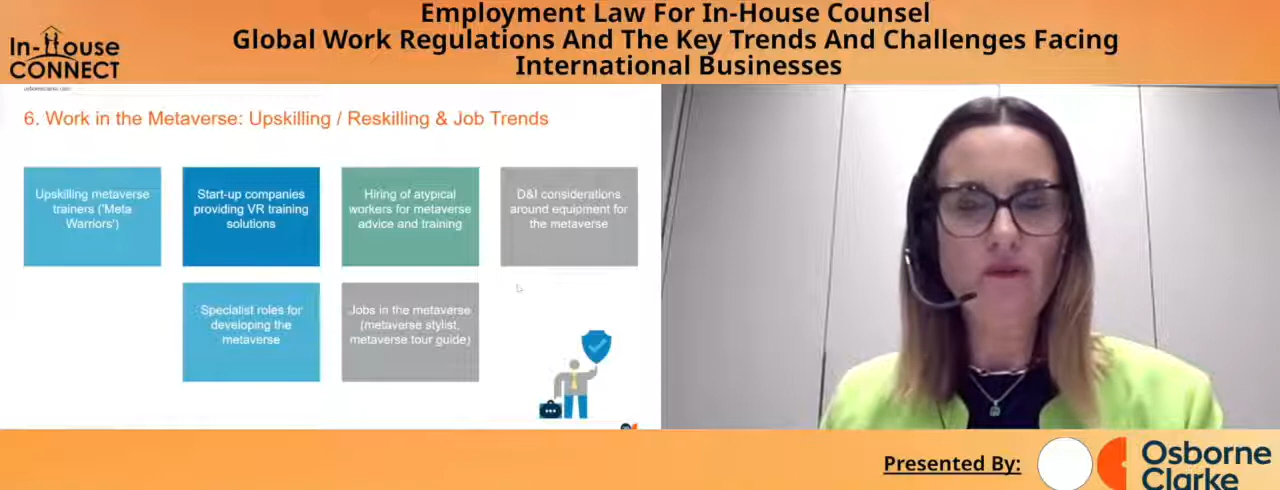 Employment Law For In-House Counsel
Global Work Regulations And The Key Trends And Challenges Facing
International Businesses
In-House
CONNECT
osborneclarke.com
6. Work in the Metaverse: Upskilling / Reskilling & Job Trends
Upskilling metaverse
trainers ('Meta
Warriors')
Start-up companies
providing VR training
solutions
Hiring of atypical
workers for metaverse
advice and training
D&I considerations
around equipment for
the metaverse
Specialist roles for
developing the
metaverse
Jobs in the metaverse
(metaverse stylist,
metaverse tour guide)
Presented By:
Osborne
Clarke